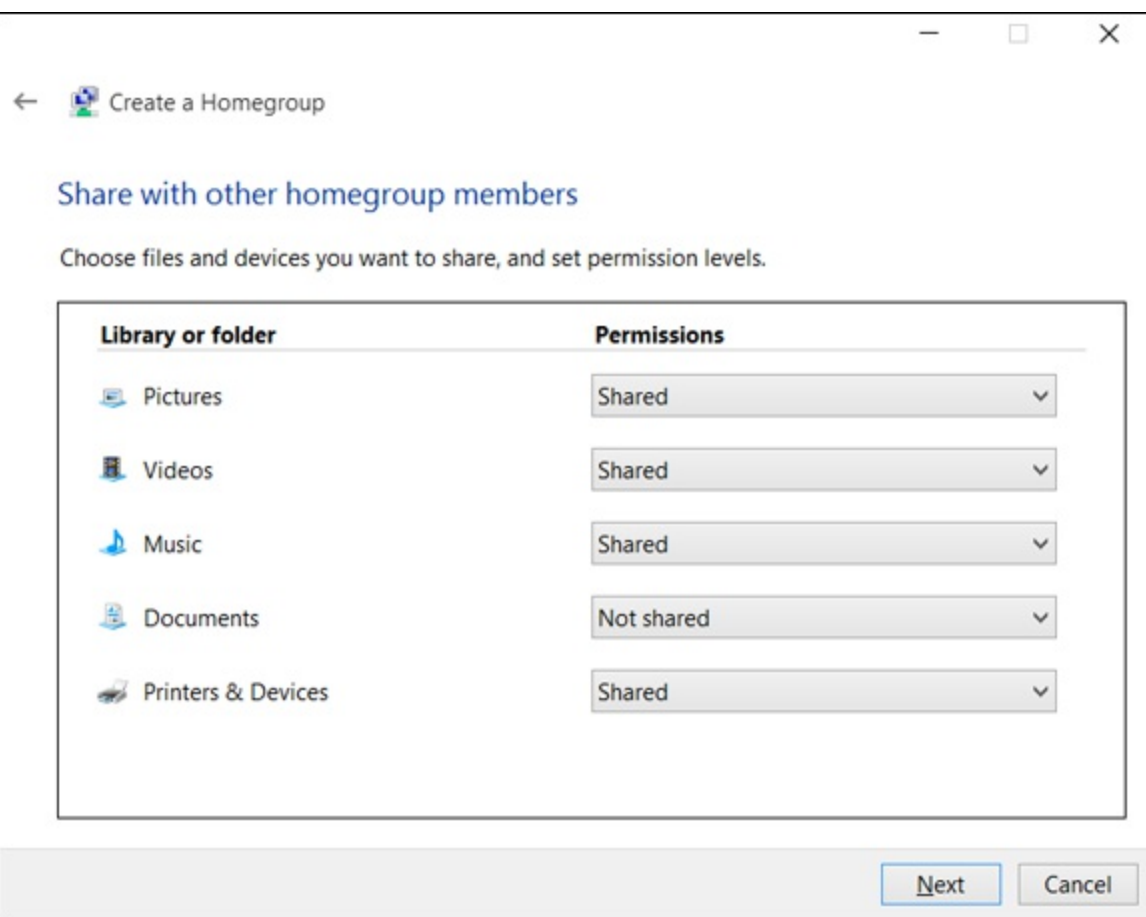 Create a Homegroup
Share with other homegroup members
Choose files and devices you want to share, and set permission levels.
Library or folder Permissions
Pictures Shared
Videos Shared
Music Shared
Documents Not shared
Printers & Devices Shared
Next Cancel